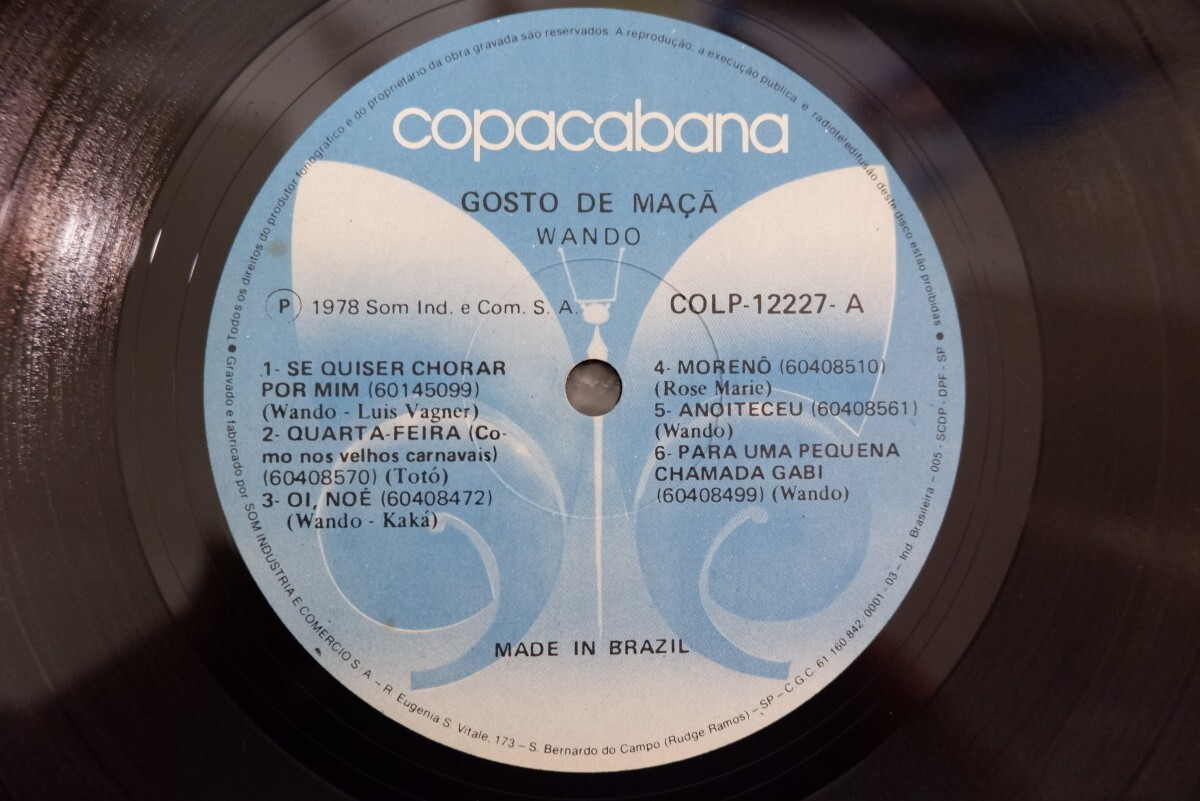 ● Todos os direitos do produtor fonográfico e do proprietário da obra gravada são reservados. A reprodução, a execução publica e radioteledifusão deste disco estão proibidas ●
copacabana
GOSTO DE MAÇÃ
WANDO
P 1978 Som Ind. e Com. S. A.
COLP-12227- A
1- SE QUISER CHORAR
POR MIM (60145099)
(Wando - Luis Vagner)
2- QUARTA-FEIRA (Co-
mo nos velhos carnavais)
(60408570) (Totó)
3- OI, NOÉ (60408472)
(Wando - Kaká)
4- MORENÔ (60408510)
(Rose Marie)
5- ANOITECEU (60408561)
(Wando)
6- PARA UMA PEQUENA
CHAMADA GABI
(60408499) (Wando)
MADE IN BRAZIL
Gravado e fabricado por SOM INDUSTRIA E COMERCIO S. A. – R. Eugenia S. Vitale, 173 – S. Bernardo do Campo (Rudge Ramos) – SP – C.G.C. 61 160 842/0001 - 03 – Ind. Brasileira – 005 - SCDP - DPF - SP ●